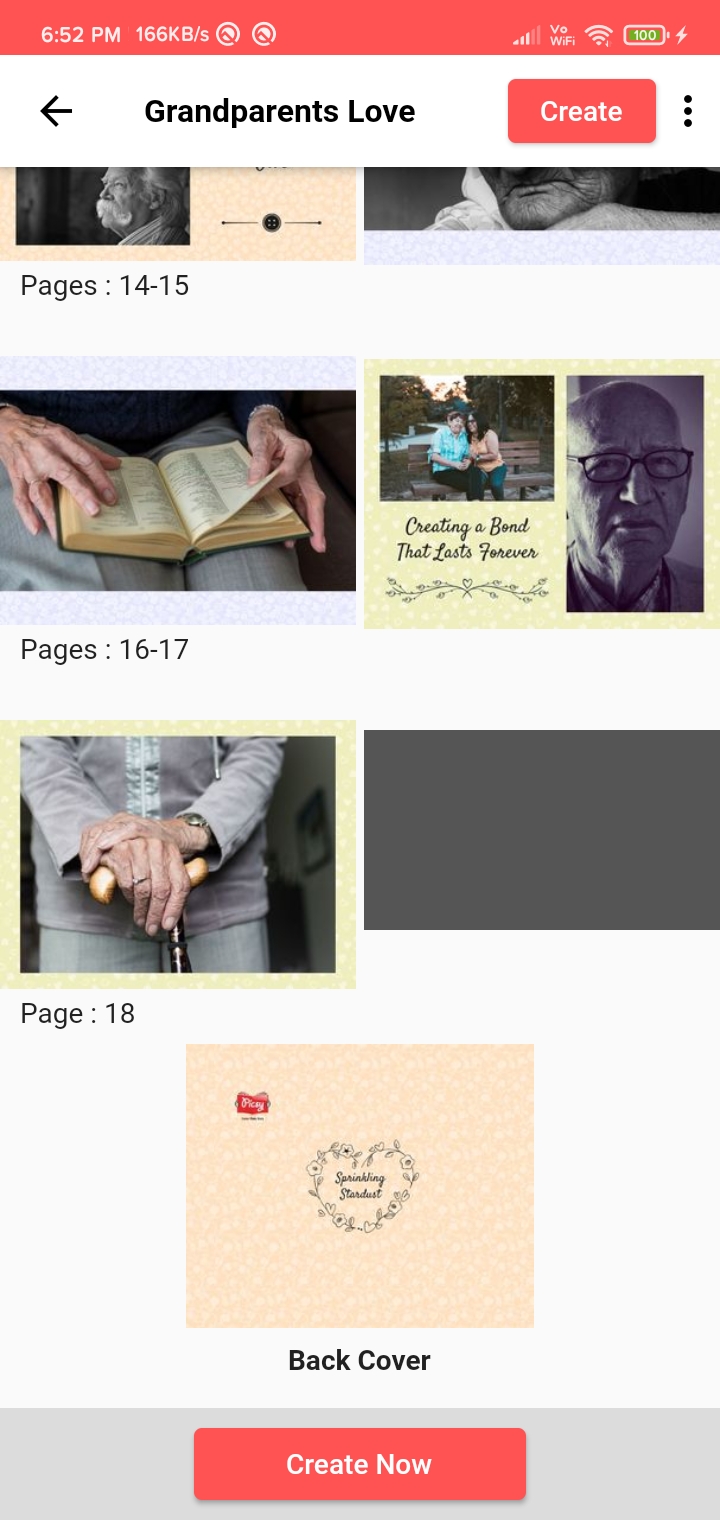 6:52 PM 166KB/s Vo WiFi 100
Grandparents Love
Create
Pages : 14-15
Creating a Bond
That Lasts Forever
Pages : 16-17
Page : 18
Picsy
Sprinkling
Stardust
Back Cover
Create Now